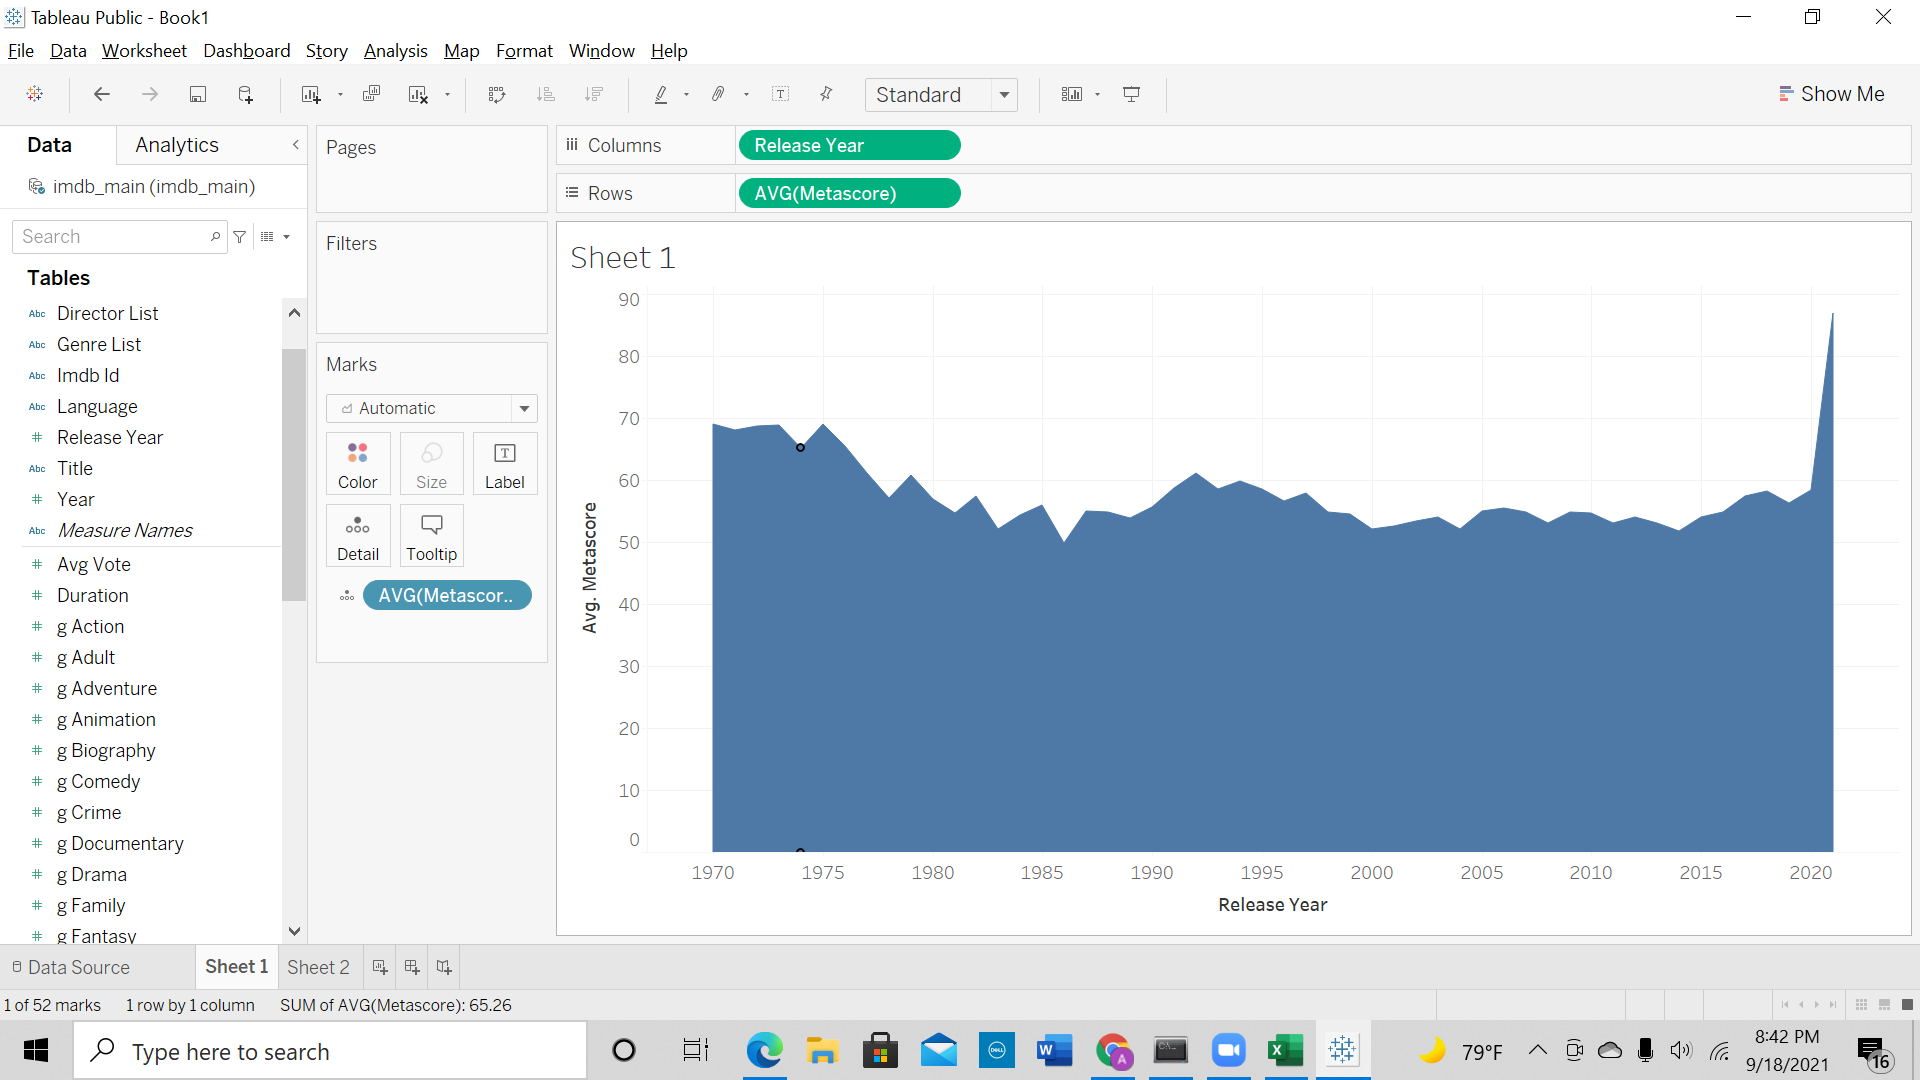 Tableau Public - Book1
File Data Worksheet Dashboard Story Analysis Map Format Window Help
Standard
Show Me
Data Analytics
imdb_main (imdb_main)
Search
Tables
Abc Director List
Abc Genre List
Abc Imdb Id
Abc Language
# Release Year
Abc Title
# Year
Abc Measure Names
# Avg Vote
# Duration
# g Action
# g Adult
# g Adventure
# g Animation
# g Biography
# g Comedy
# g Crime
# g Documentary
# g Drama
# g Family
# g Fantasy
Pages
Filters
Marks
Automatic
Color Size Label
Detail Tooltip
AVG(Metascor..
Columns Release Year
Rows AVG(Metascore)
Sheet 1
90
80
70
60
50
40
30
20
10
0
Avg. Metascore
1970 1975 1980 1985 1990 1995 2000 2005 2010 2015 2020
Release Year
Data Source Sheet 1 Sheet 2
1 of 52 marks 1 row by 1 column SUM of AVG(Metascore): 65.26
Type here to search
DELL
W
A
X
79°F
8:42 PM
9/18/2021
16